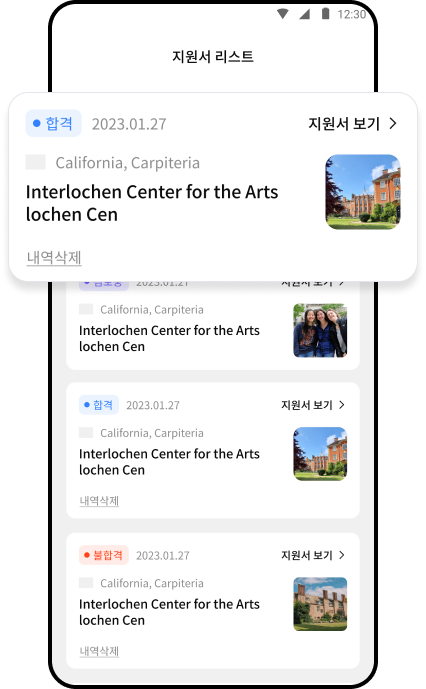 12:30
지원서 리스트
합격 2023.01.27 지원서 보기
California, Carpiteria
Interlochen Center for the Arts
lochen Cen
내역삭제
2023.01.27 지원서 보기
California, Carpiteria
Interlochen Center for the Arts
lochen Cen
합격 2023.01.27 지원서 보기
California, Carpiteria
Interlochen Center for the Arts
lochen Cen
내역삭제
불합격 2023.01.27 지원서 보기
California, Carpiteria
Interlochen Center for the Arts
lochen Cen
내역삭제